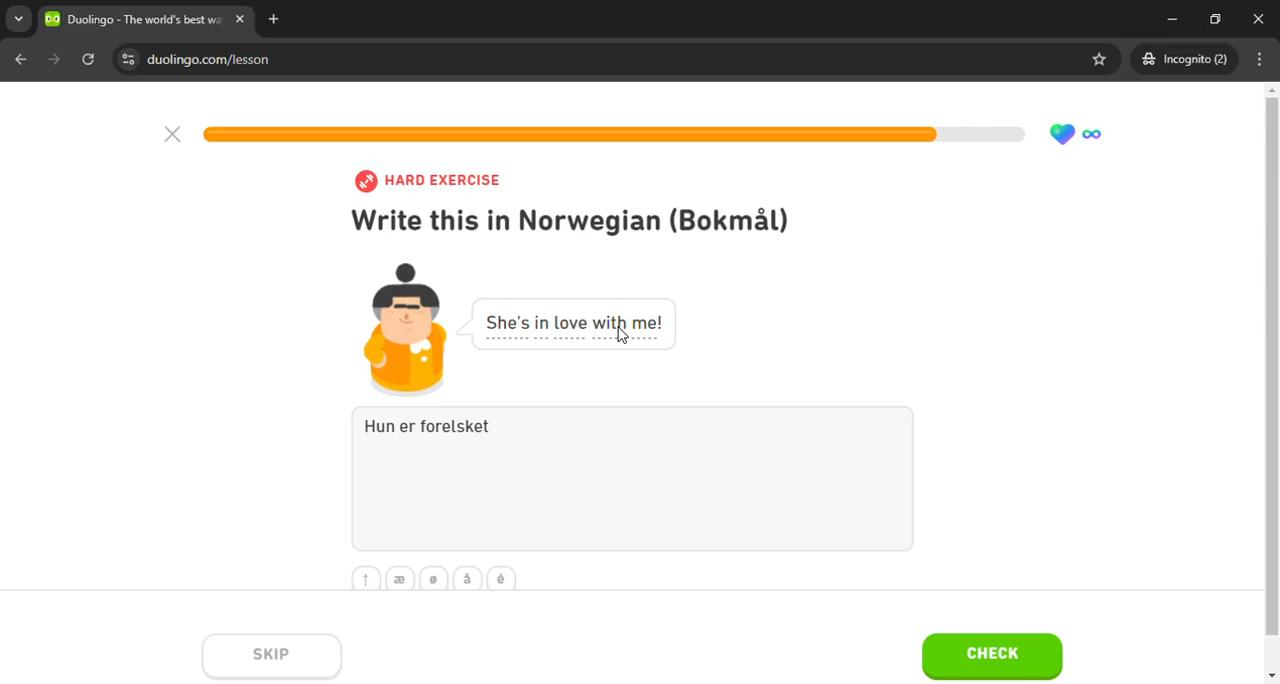 Duolingo - The world's best wa
duolingo.com/lesson
Incognito (2)
HARD EXERCISE
Write this in Norwegian (Bokmål)
She's in love with me!
Hun er forelsket
↑ æ ø å é
SKIP
CHECK